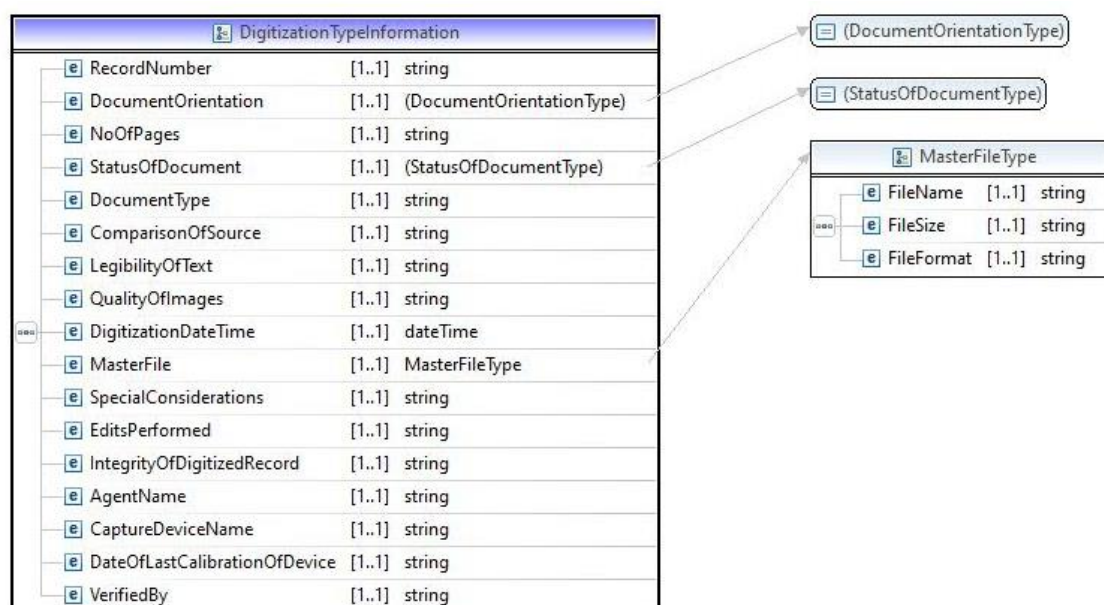 DigitizationTypeInformation
e RecordNumber [1..1] string
e DocumentOrientation [1..1] (DocumentOrientationType)
e NoOfPages [1..1] string
e StatusOfDocument [1..1] (StatusOfDocumentType)
e DocumentType [1..1] string
e ComparisonOfSource [1..1] string
e LegibilityOfText [1..1] string
e QualityOfImages [1..1] string
e DigitizationDateTime [1..1] dateTime
e MasterFile [1..1] MasterFileType
e SpecialConsiderations [1..1] string
e EditsPerformed [1..1] string
e IntegrityOfDigitizedRecord [1..1] string
e AgentName [1..1] string
e CaptureDeviceName [1..1] string
e DateOfLastCalibrationOfDevice [1..1] string
e VerifiedBy [1..1] string
(DocumentOrientationType)
(StatusOfDocumentType)
MasterFileType
e FileName [1..1] string
e FileSize [1..1] string
e FileFormat [1..1] string